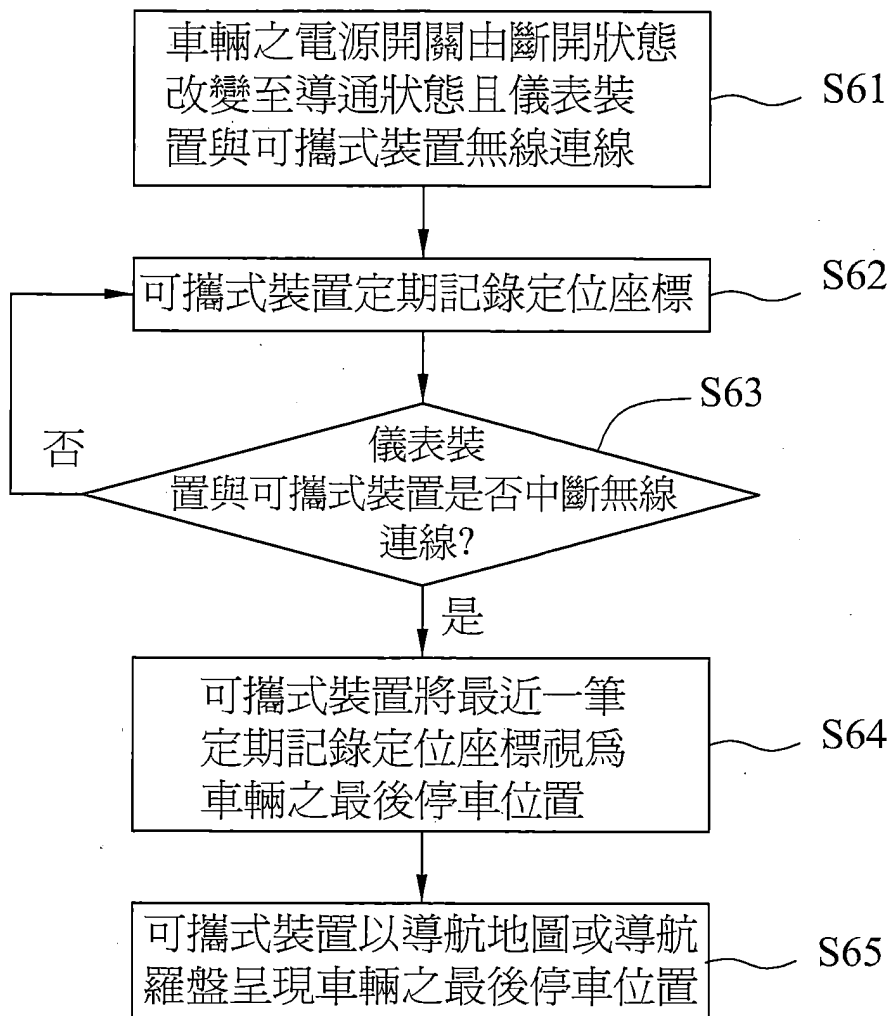 車輛之電源開關由斷開狀態
改變至導通狀態且儀表裝
置與可攜式裝置無線連線
S61
可攜式裝置定期記錄定位座標
S62
S63
儀表裝
置與可攜式裝置是否中斷無線
連線?
否
是
可攜式裝置將最近一筆
定期記錄定位座標視爲
車輛之最後停車位置
S64
可攜式裝置以導航地圖或導航
羅盤呈現車輛之最後停車位置
S65